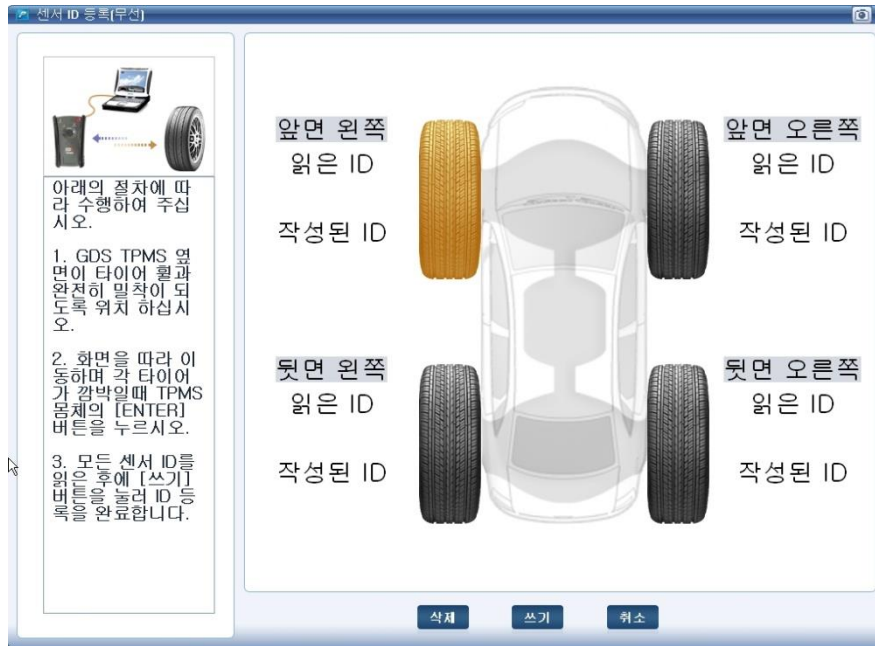 센서 ID 등록(무선)
아래의 절차에 따
라 수행하여 주십
시오.
1. GDS TPMS 옆
면이 타이어 휠과
완전히 밀착이 되
도록 위치 하십시
오.
2. 화면을 따라 이
동하며 각 타이어
가 깜박일때 TPMS
몸체의 [ENTER]
버튼을 누르시오.
3. 모든 센서 ID를
읽은 후에 [쓰기]
버튼을 눌러 ID 등
록을 완료합니다.
앞면 왼쪽
읽은 ID
작성된 ID
앞면 오른쪽
읽은 ID
작성된 ID
뒷면 왼쪽
읽은 ID
작성된 ID
뒷면 오른쪽
읽은 ID
작성된 ID
삭제
쓰기
취소